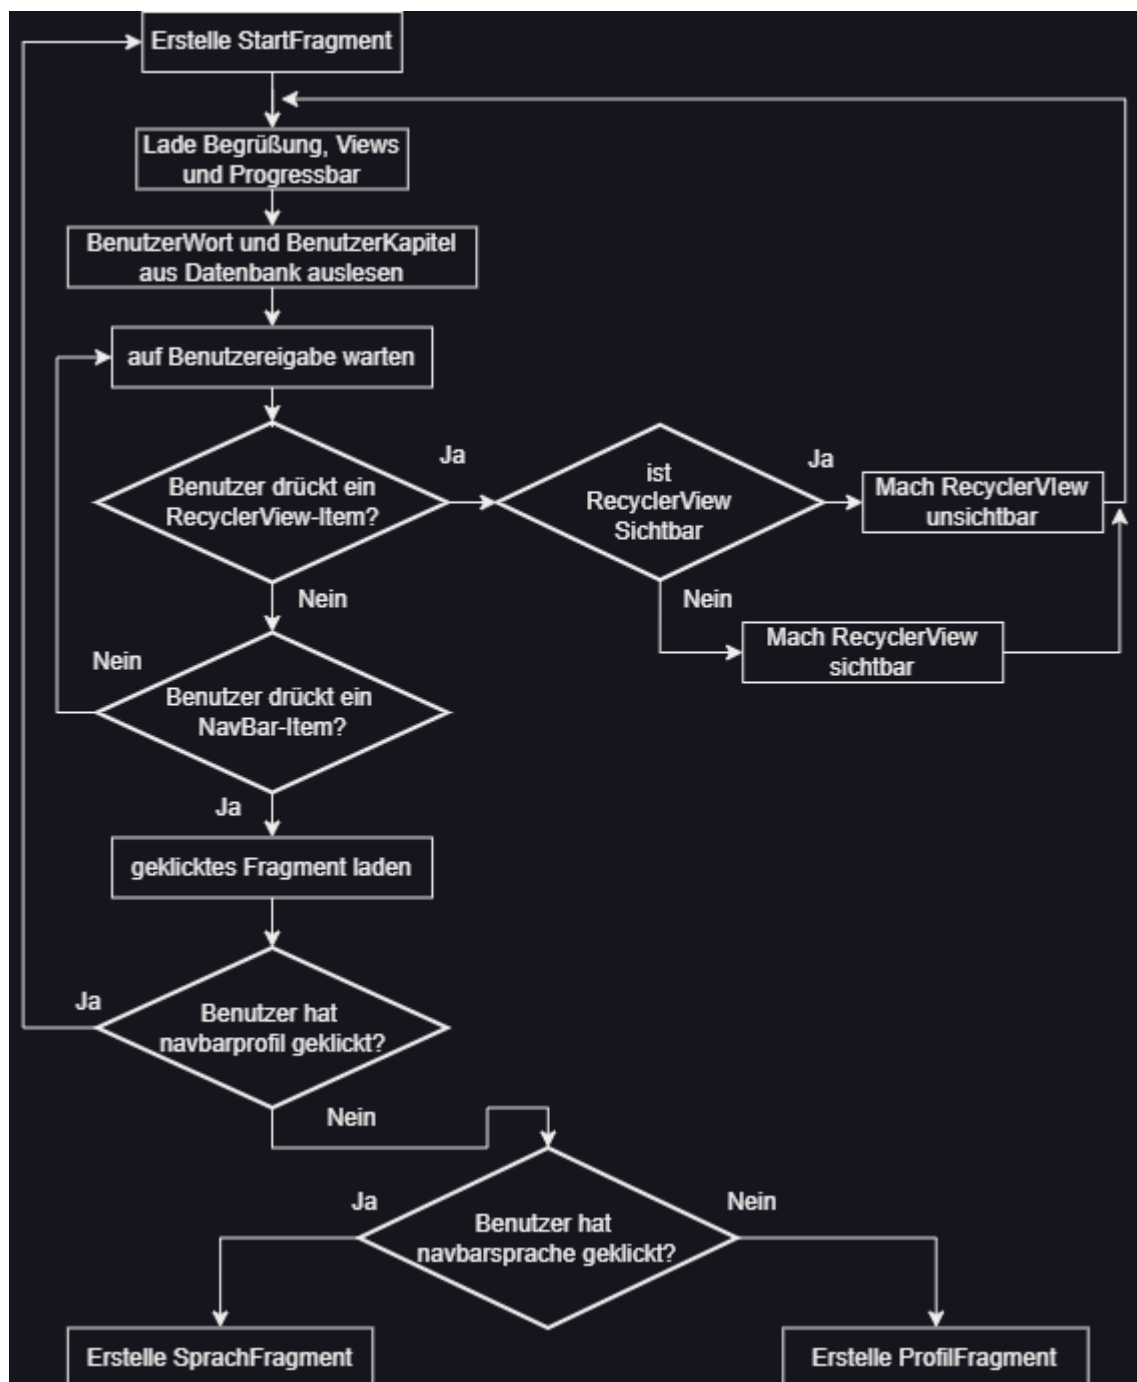 Erstelle StartFragment
Lade Begrüßung, Views
und Progressbar
BenutzerWort und BenutzerKapitel
aus Datenbank auslesen
auf Benutzereigabe warten
Benutzer drückt ein
RecyclerView-Item?
Ja
ist
RecyclerView
Sichtbar
Ja
Mach RecyclerVIew
unsichtbar
Nein
Mach RecyclerView
sichtbar
Nein
Nein
Benutzer drückt ein
NavBar-Item?
Ja
geklicktes Fragment laden
Ja
Benutzer hat
navbarprofil geklickt?
Nein
Ja
Benutzer hat
navbarsprache geklickt?
Nein
Erstelle SprachFragment
Erstelle ProfilFragment